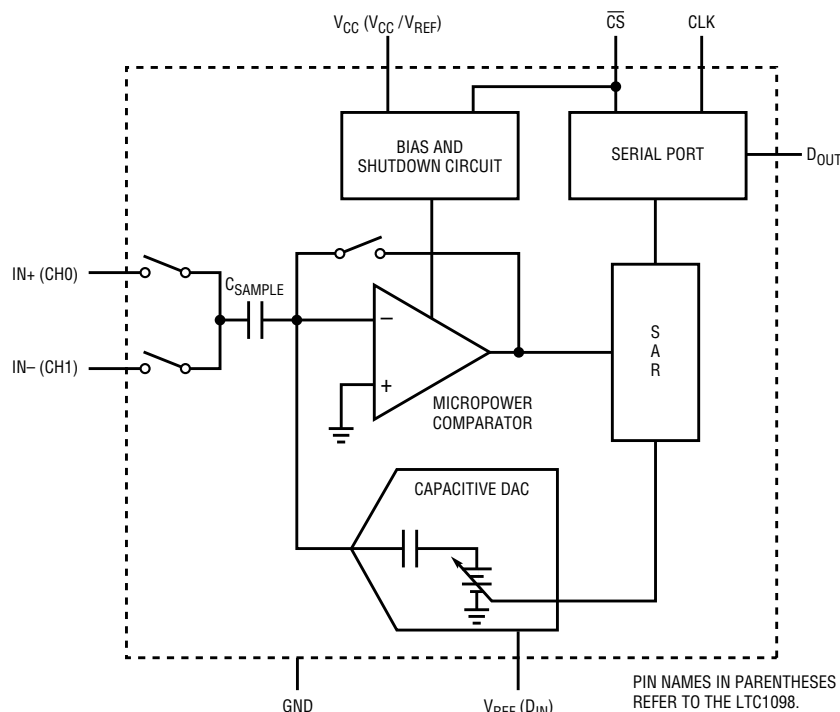 V_CC (V_CC / V_REF)
C̅S̅
CLK
BIAS AND
SHUTDOWN CIRCUIT
SERIAL PORT
D_OUT
IN+ (CH0)
C_SAMPLE
IN– (CH1)
–
+
MICROPOWER
COMPARATOR
S
A
R
CAPACITIVE DAC
GND
V_REF (D_IN)
PIN NAMES IN PARENTHESES
REFER TO THE LTC1098.